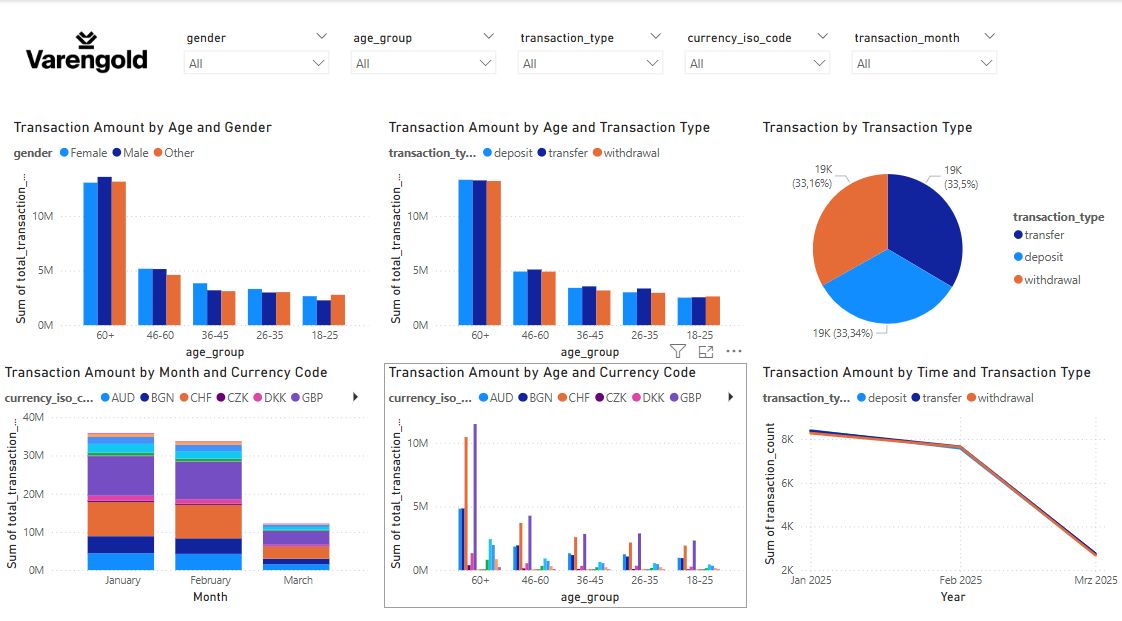 Varengold
gender
All
age_group
All
transaction_type
All
currency_iso_code
All
transaction_month
All
Transaction Amount by Age and Gender
gender Female Male Other
Sum of total_transaction_...
10M
5M
0M
60+ 46-60 36-45 26-35 18-25
age_group
Transaction Amount by Age and Transaction Type
transaction_ty... deposit transfer withdrawal
Sum of total_transaction_...
10M
5M
0M
60+ 46-60 36-45 26-35 18-25
age_group
Transaction by Transaction Type
19K
(33,16%)
19K
(33,5%)
19K (33,34%)
transaction_type
transfer
deposit
withdrawal
Transaction Amount by Month and Currency Code
currency_iso_c... AUD BGN CHF CZK DKK GBP
Sum of total_transaction_...
40M
30M
20M
10M
0M
January February March
Month
Transaction Amount by Age and Currency Code
currency_iso_... AUD BGN CHF CZK DKK GBP
Sum of total_transaction_...
10M
5M
0M
60+ 46-60 36-45 26-35 18-25
age_group
Transaction Amount by Time and Transaction Type
transaction_ty... deposit transfer withdrawal
Sum of transaction_count
8K
6K
4K
2K
Jan 2025 Feb 2025 Mrz 2025
Year